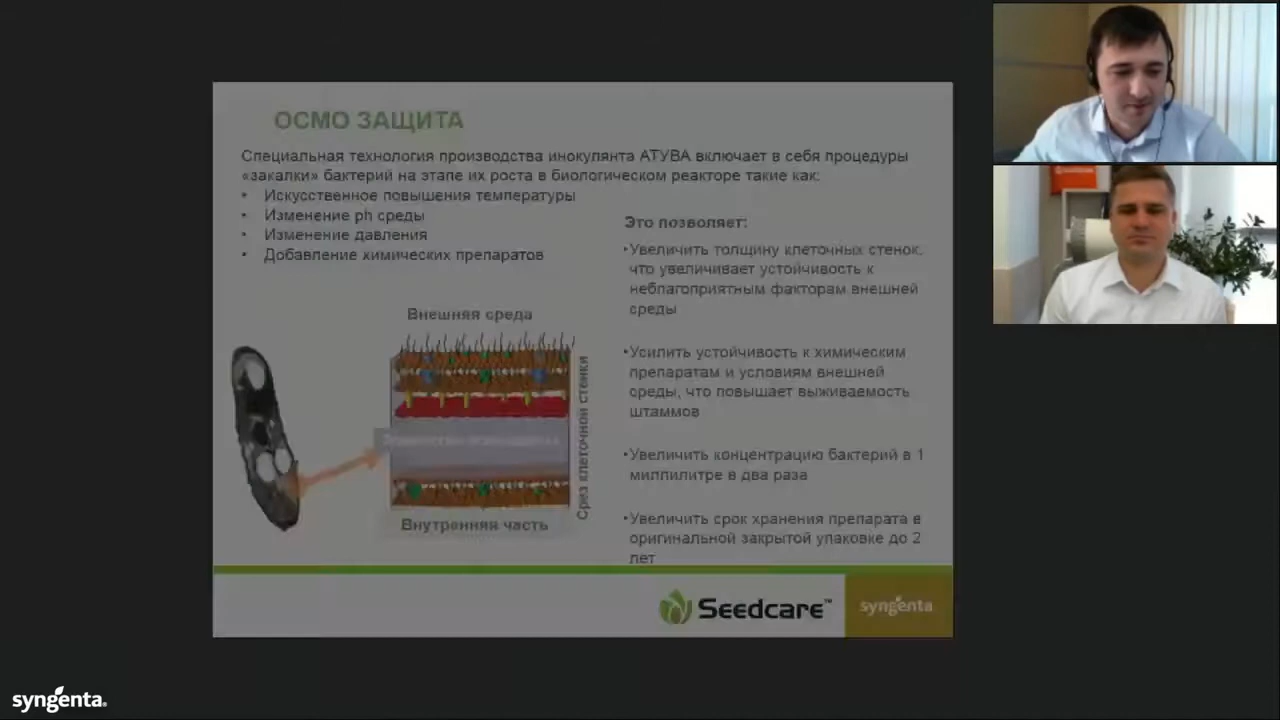 ОСМО ЗАЩИТА
Специальная технология производства инокулянта АТУВА включает в себя процедуры
«закалки» бактерий на этапе их роста в биологическом реакторе такие как:
• Искусственное повышения температуры
• Изменение ph среды
• Изменение давления
• Добавление химических препаратов
Внешняя среда
Срез клеточной стенки
Внутренняя часть
Это позволяет:
•Увеличить толщину клеточных стенок,
что увеличивает устойчивость к
неблагоприятным факторам внешней
среды
•Усилить устойчивость к химическим
препаратам и условиям внешней
среды, что повышает выживаемость
штаммов
•Увеличить концентрацию бактерий в 1
миллилитре в два раза
•Увеличить срок хранения препарата в
оригинальной закрытой упаковке до 2
лет
Seedcare™
syngenta
syngenta.